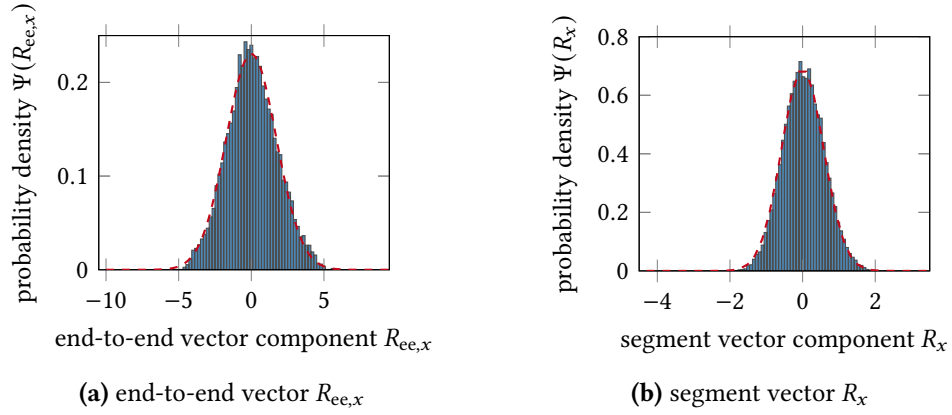 probability density Ψ(R_ee,x)
0.2
0.1
0
−10 −5 0 5
end-to-end vector component R_ee,x
(a) end-to-end vector R_ee,x
probability density Ψ(R_x)
0.8
0.6
0.4
0.2
0
−4 −2 0 2
segment vector component R_x
(b) segment vector R_x